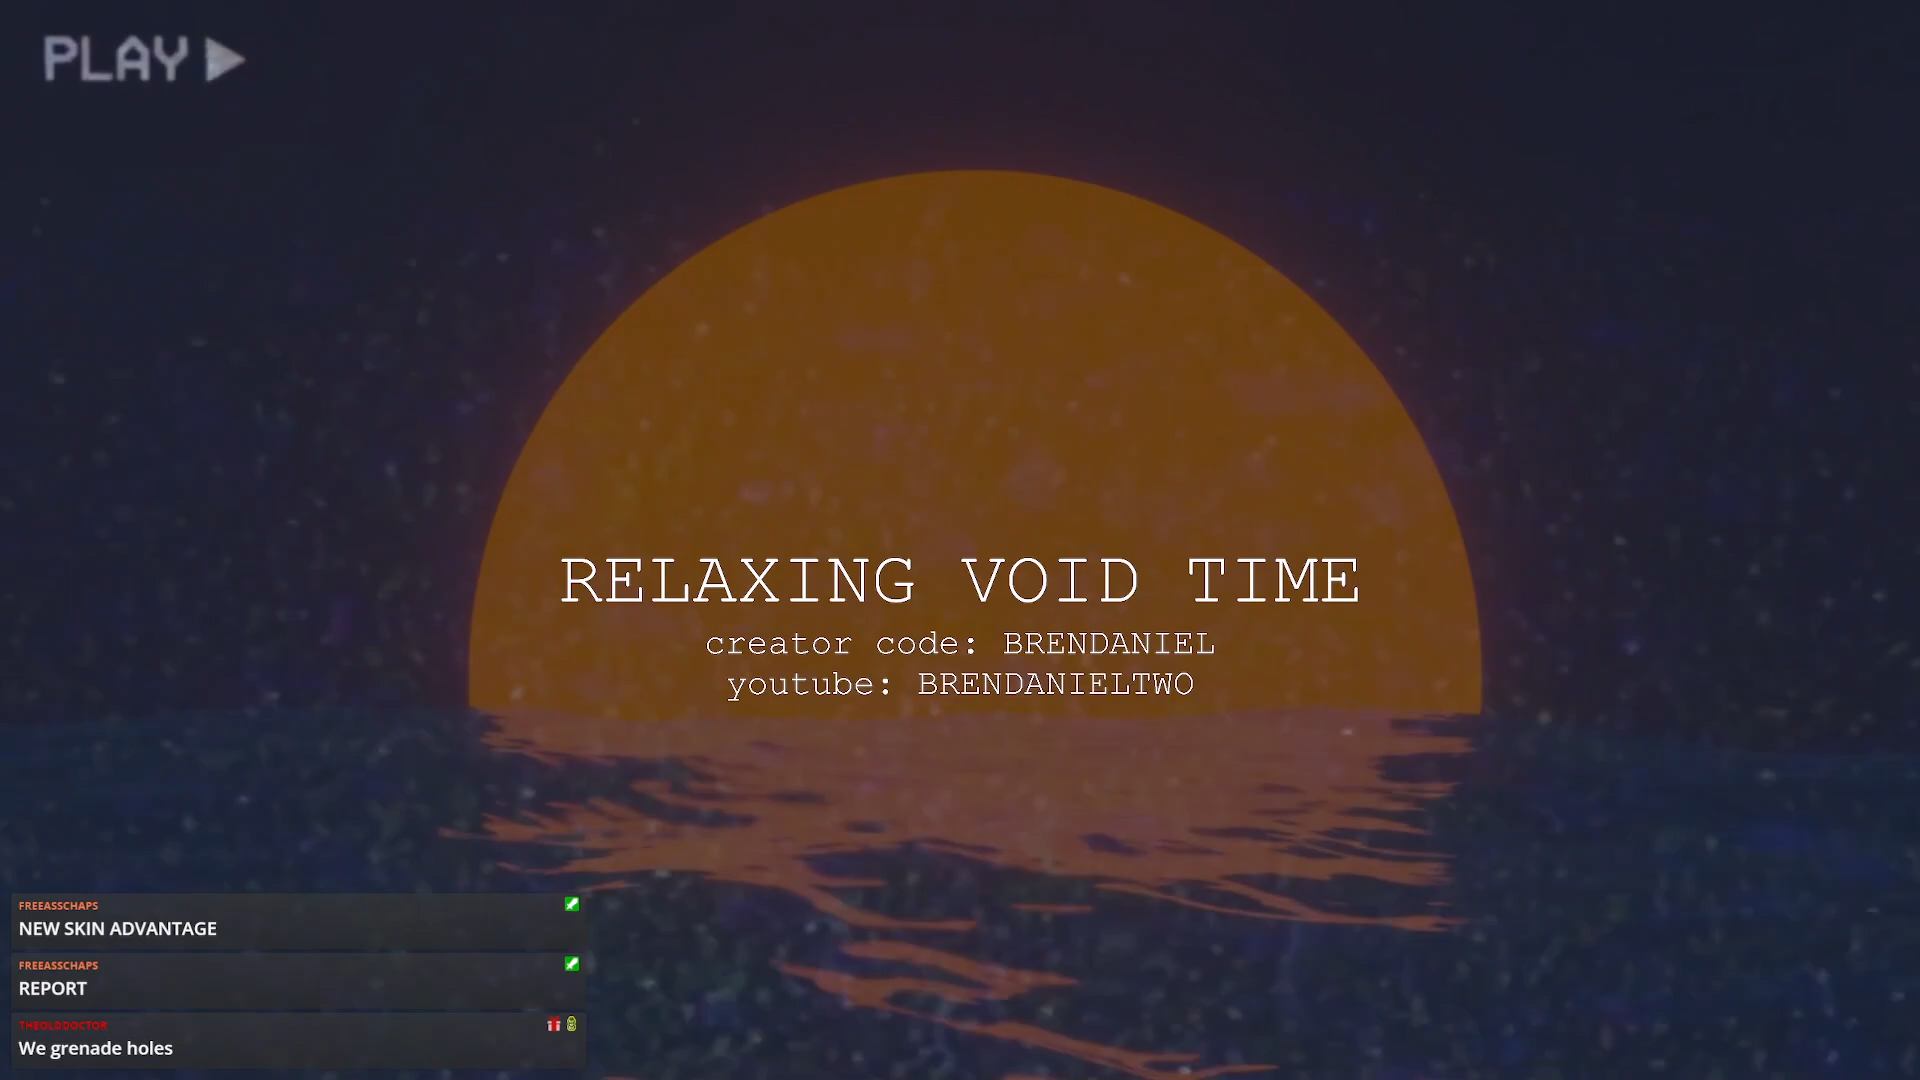 PLAY
RELAXING VOID TIME
creator code: BRENDANIEL
youtube: BRENDANIELTWO
FREEASSCHAPS
NEW SKIN ADVANTAGE
FREEASSCHAPS
REPORT
THEOLDDOCTOR
We grenade holes